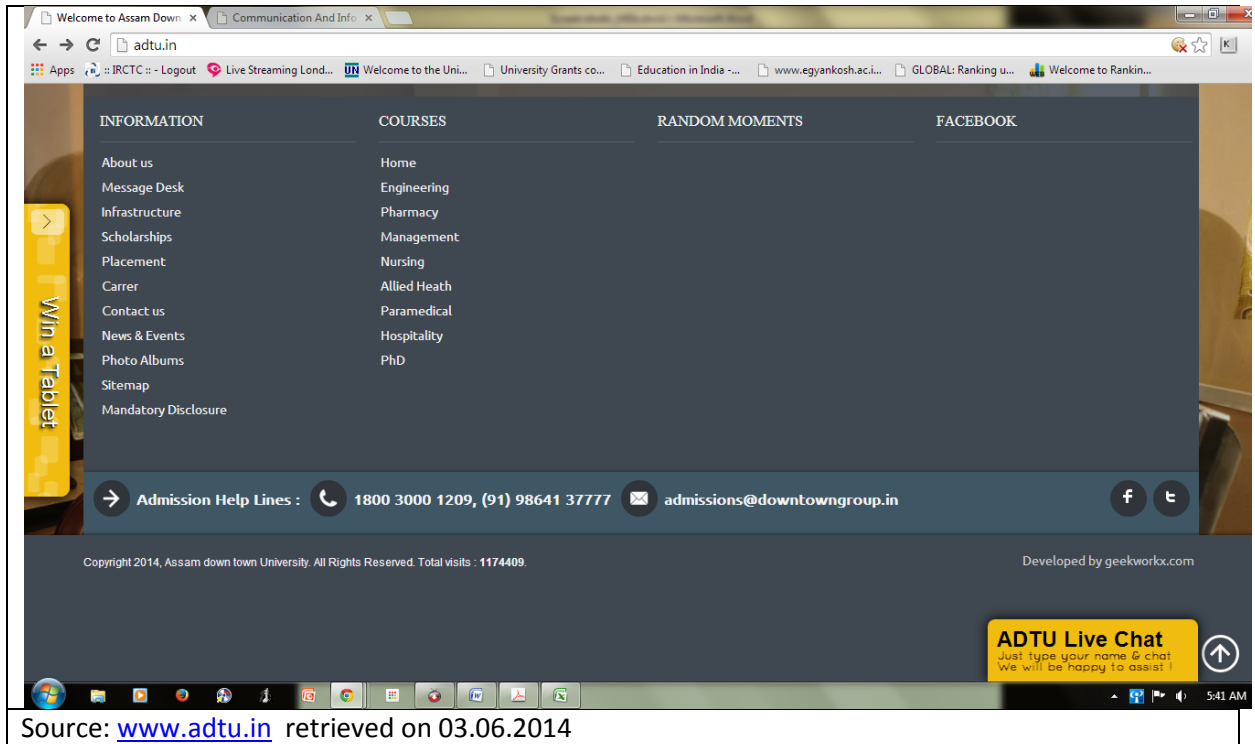 Welcome to Assam Down
Communication And Info
adtu.in
Apps
:: IRCTC :: - Logout
Live Streaming Lond...
UN Welcome to the Uni...
University Grants co...
Education in India -...
www.egyankosh.ac.i...
GLOBAL: Ranking u...
Welcome to Rankin...
INFORMATION
About us
Message Desk
Infrastructure
Scholarships
Placement
Carrer
Contact us
News & Events
Photo Albums
Sitemap
Mandatory Disclosure
COURSES
Home
Engineering
Pharmacy
Management
Nursing
Allied Heath
Paramedical
Hospitality
PhD
RANDOM MOMENTS
FACEBOOK
Win a Tablet
Admission Help Lines : 1800 3000 1209, (91) 98641 37777 admissions@downtowngroup.in
Copyright 2014, Assam down town University. All Rights Reserved. Total visits : 1174409.
Developed by geekworkx.com
ADTU Live Chat
Just type your name & chat
We will be happy to assist !
5:41 AM
Source: www.adtu.in retrieved on 03.06.2014